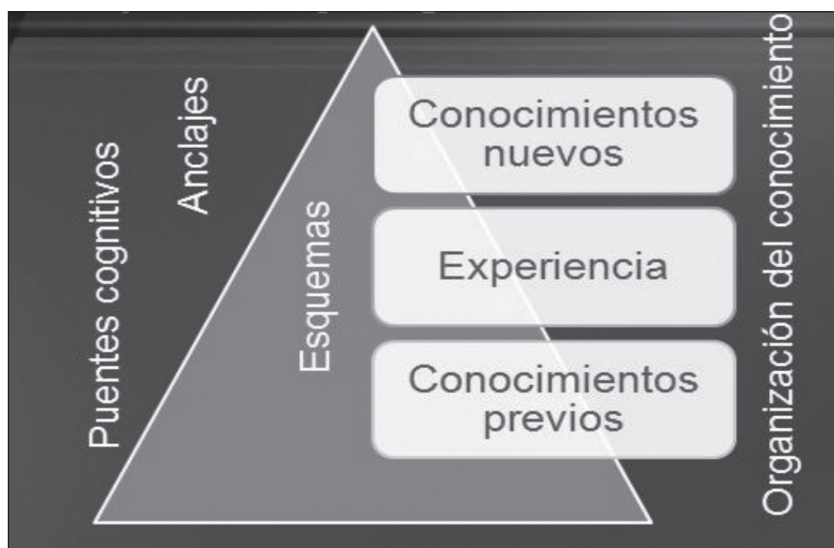 Puentes cognitivos
Anclajes
Esquemas
Conocimientos
nuevos
Experiencia
Conocimientos
previos
Organización del conocimiento